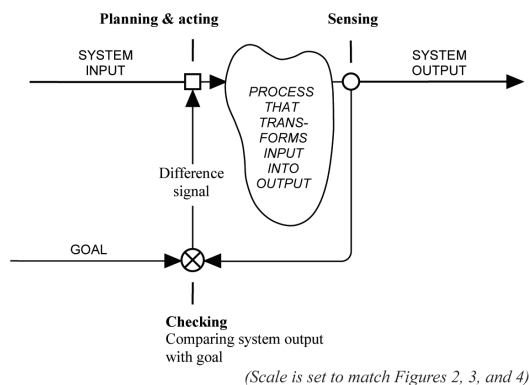 Planning & acting
Sensing
SYSTEM
INPUT
SYSTEM
OUTPUT
PROCESS
THAT
TRANS-
FORMS
INPUT
INTO
OUTPUT
Difference
signal
GOAL
Checking
Comparing system output
with goal
(Scale is set to match Figures 2, 3, and 4)